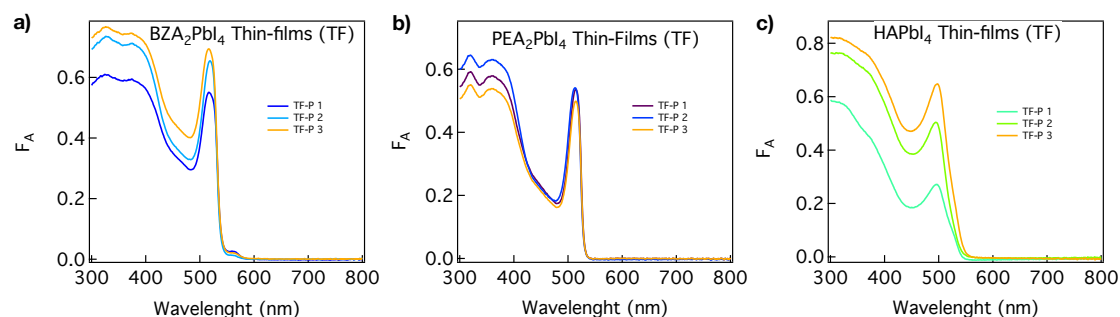 a)
BZA₂PbI₄ Thin-films (TF)
TF-P 1
TF-P 2
TF-P 3
F_A
0.6
0.4
0.2
0.0
300 400 500 600 700 800
Wavelenght (nm)
b)
PEA₂PbI₄ Thin-Films (TF)
TF-P 1
TF-P 2
TF-P 3
F_A
0.6
0.4
0.2
0.0
300 400 500 600 700 800
Wavelenght (nm)
c)
HAPbI₄ Thin-films (TF)
TF-P 1
TF-P 2
TF-P 3
F_A
0.8
0.6
0.4
0.2
0.0
300 400 500 600 700 800
Wavelenght (nm)